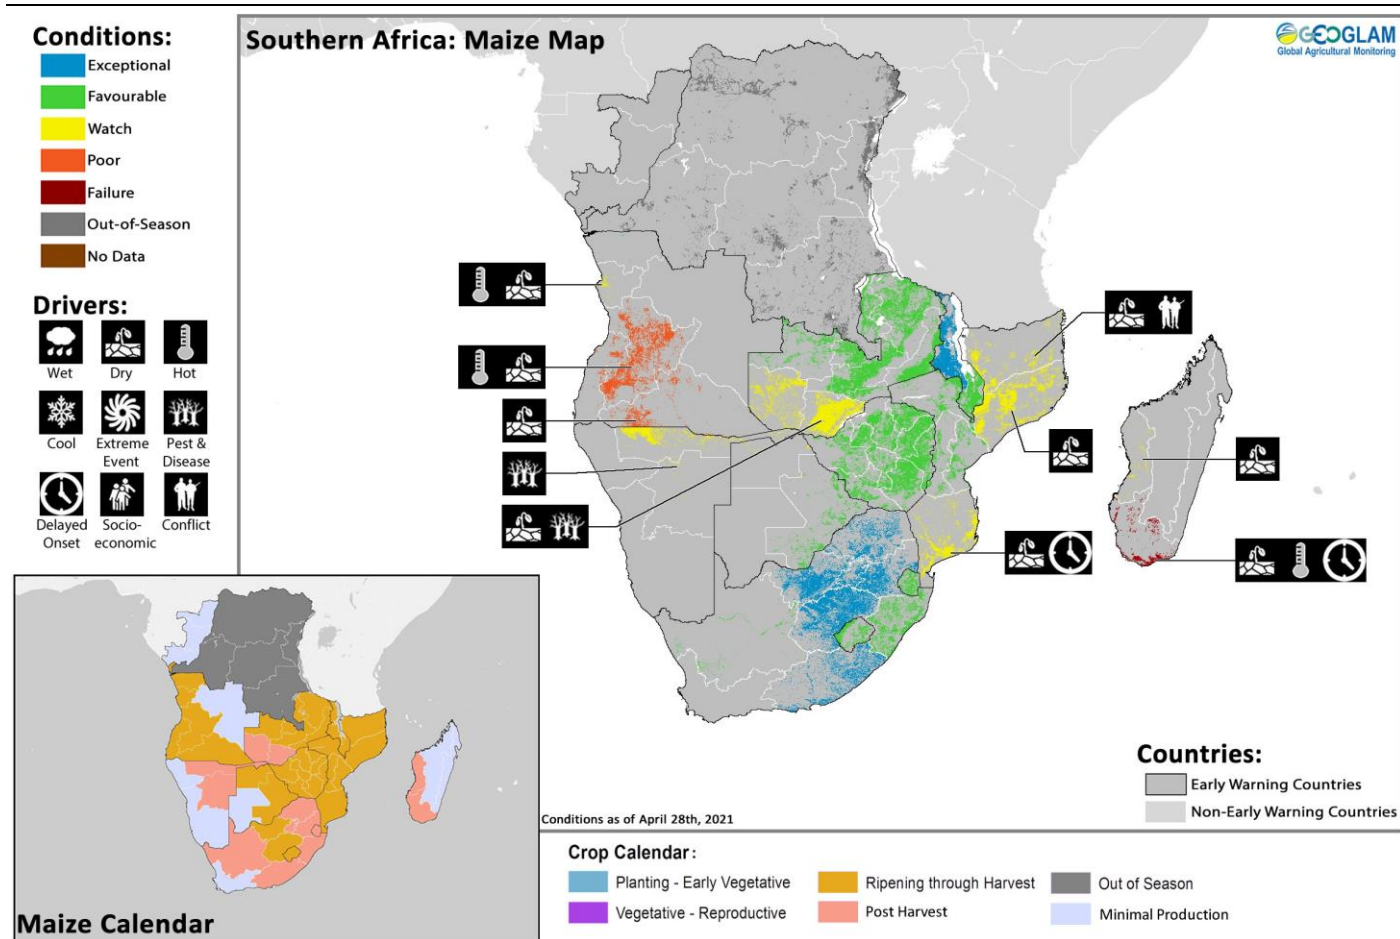 Conditions:
Exceptional
Favourable
Watch
Poor
Failure
Out-of-Season
No Data
Drivers:
Wet
Dry
Hot
Cool
Extreme
Event
Pest &
Disease
Delayed
Onset
Socio-
economic
Conflict
Southern Africa: Maize Map
GEOGLAM
Global Agricultural Monitoring
Countries:
Early Warning Countries
Non-Early Warning Countries
Conditions as of April 28th, 2021
Maize Calendar
Crop Calendar:
Planting - Early Vegetative
Vegetative - Reproductive
Ripening through Harvest
Post Harvest
Out of Season
Minimal Production